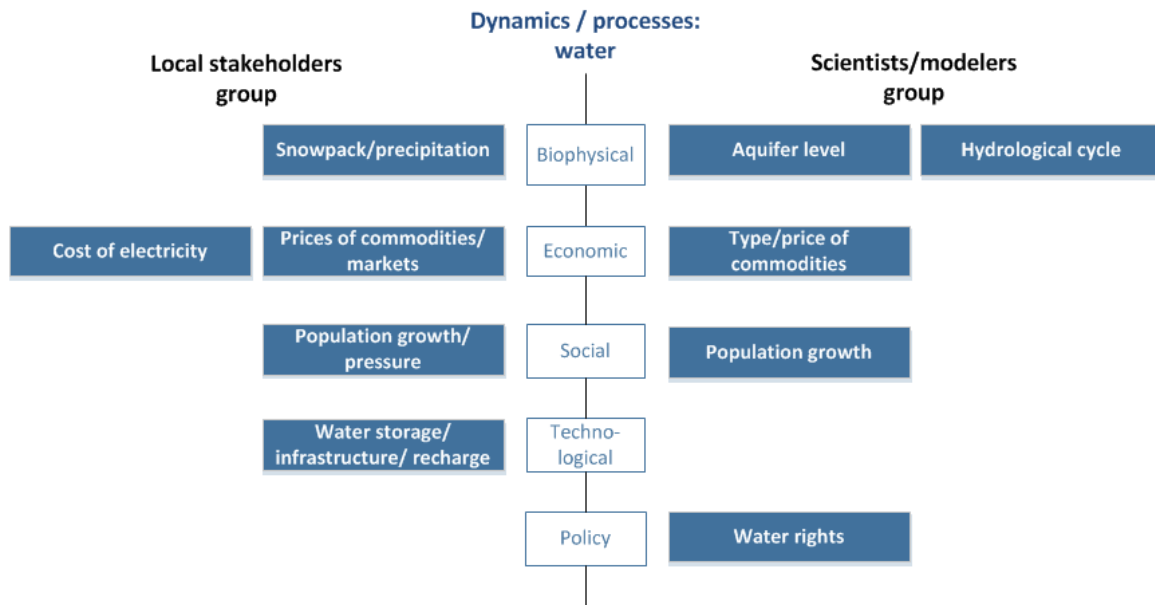 Dynamics / processes:
water
Local stakeholders
group
Scientists/modelers
group
Snowpack/precipitation
Biophysical
Aquifer level
Hydrological cycle
Cost of electricity
Prices of commodities/
markets
Economic
Type/price of
commodities
Population growth/
pressure
Social
Population growth
Water storage/
infrastructure/ recharge
Techno-
logical
Policy
Water rights